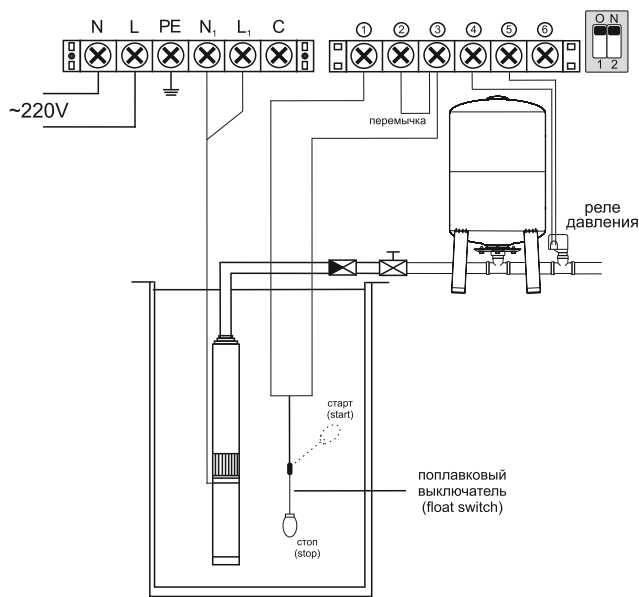 N L PE N₁ L₁ C
① ② ③ ④ ⑤ ⑥
O N
1 2
~220V
перемычка
реле
давления
старт
(start)
поплавковый
выключатель
(float switch)
стоп
(stop)